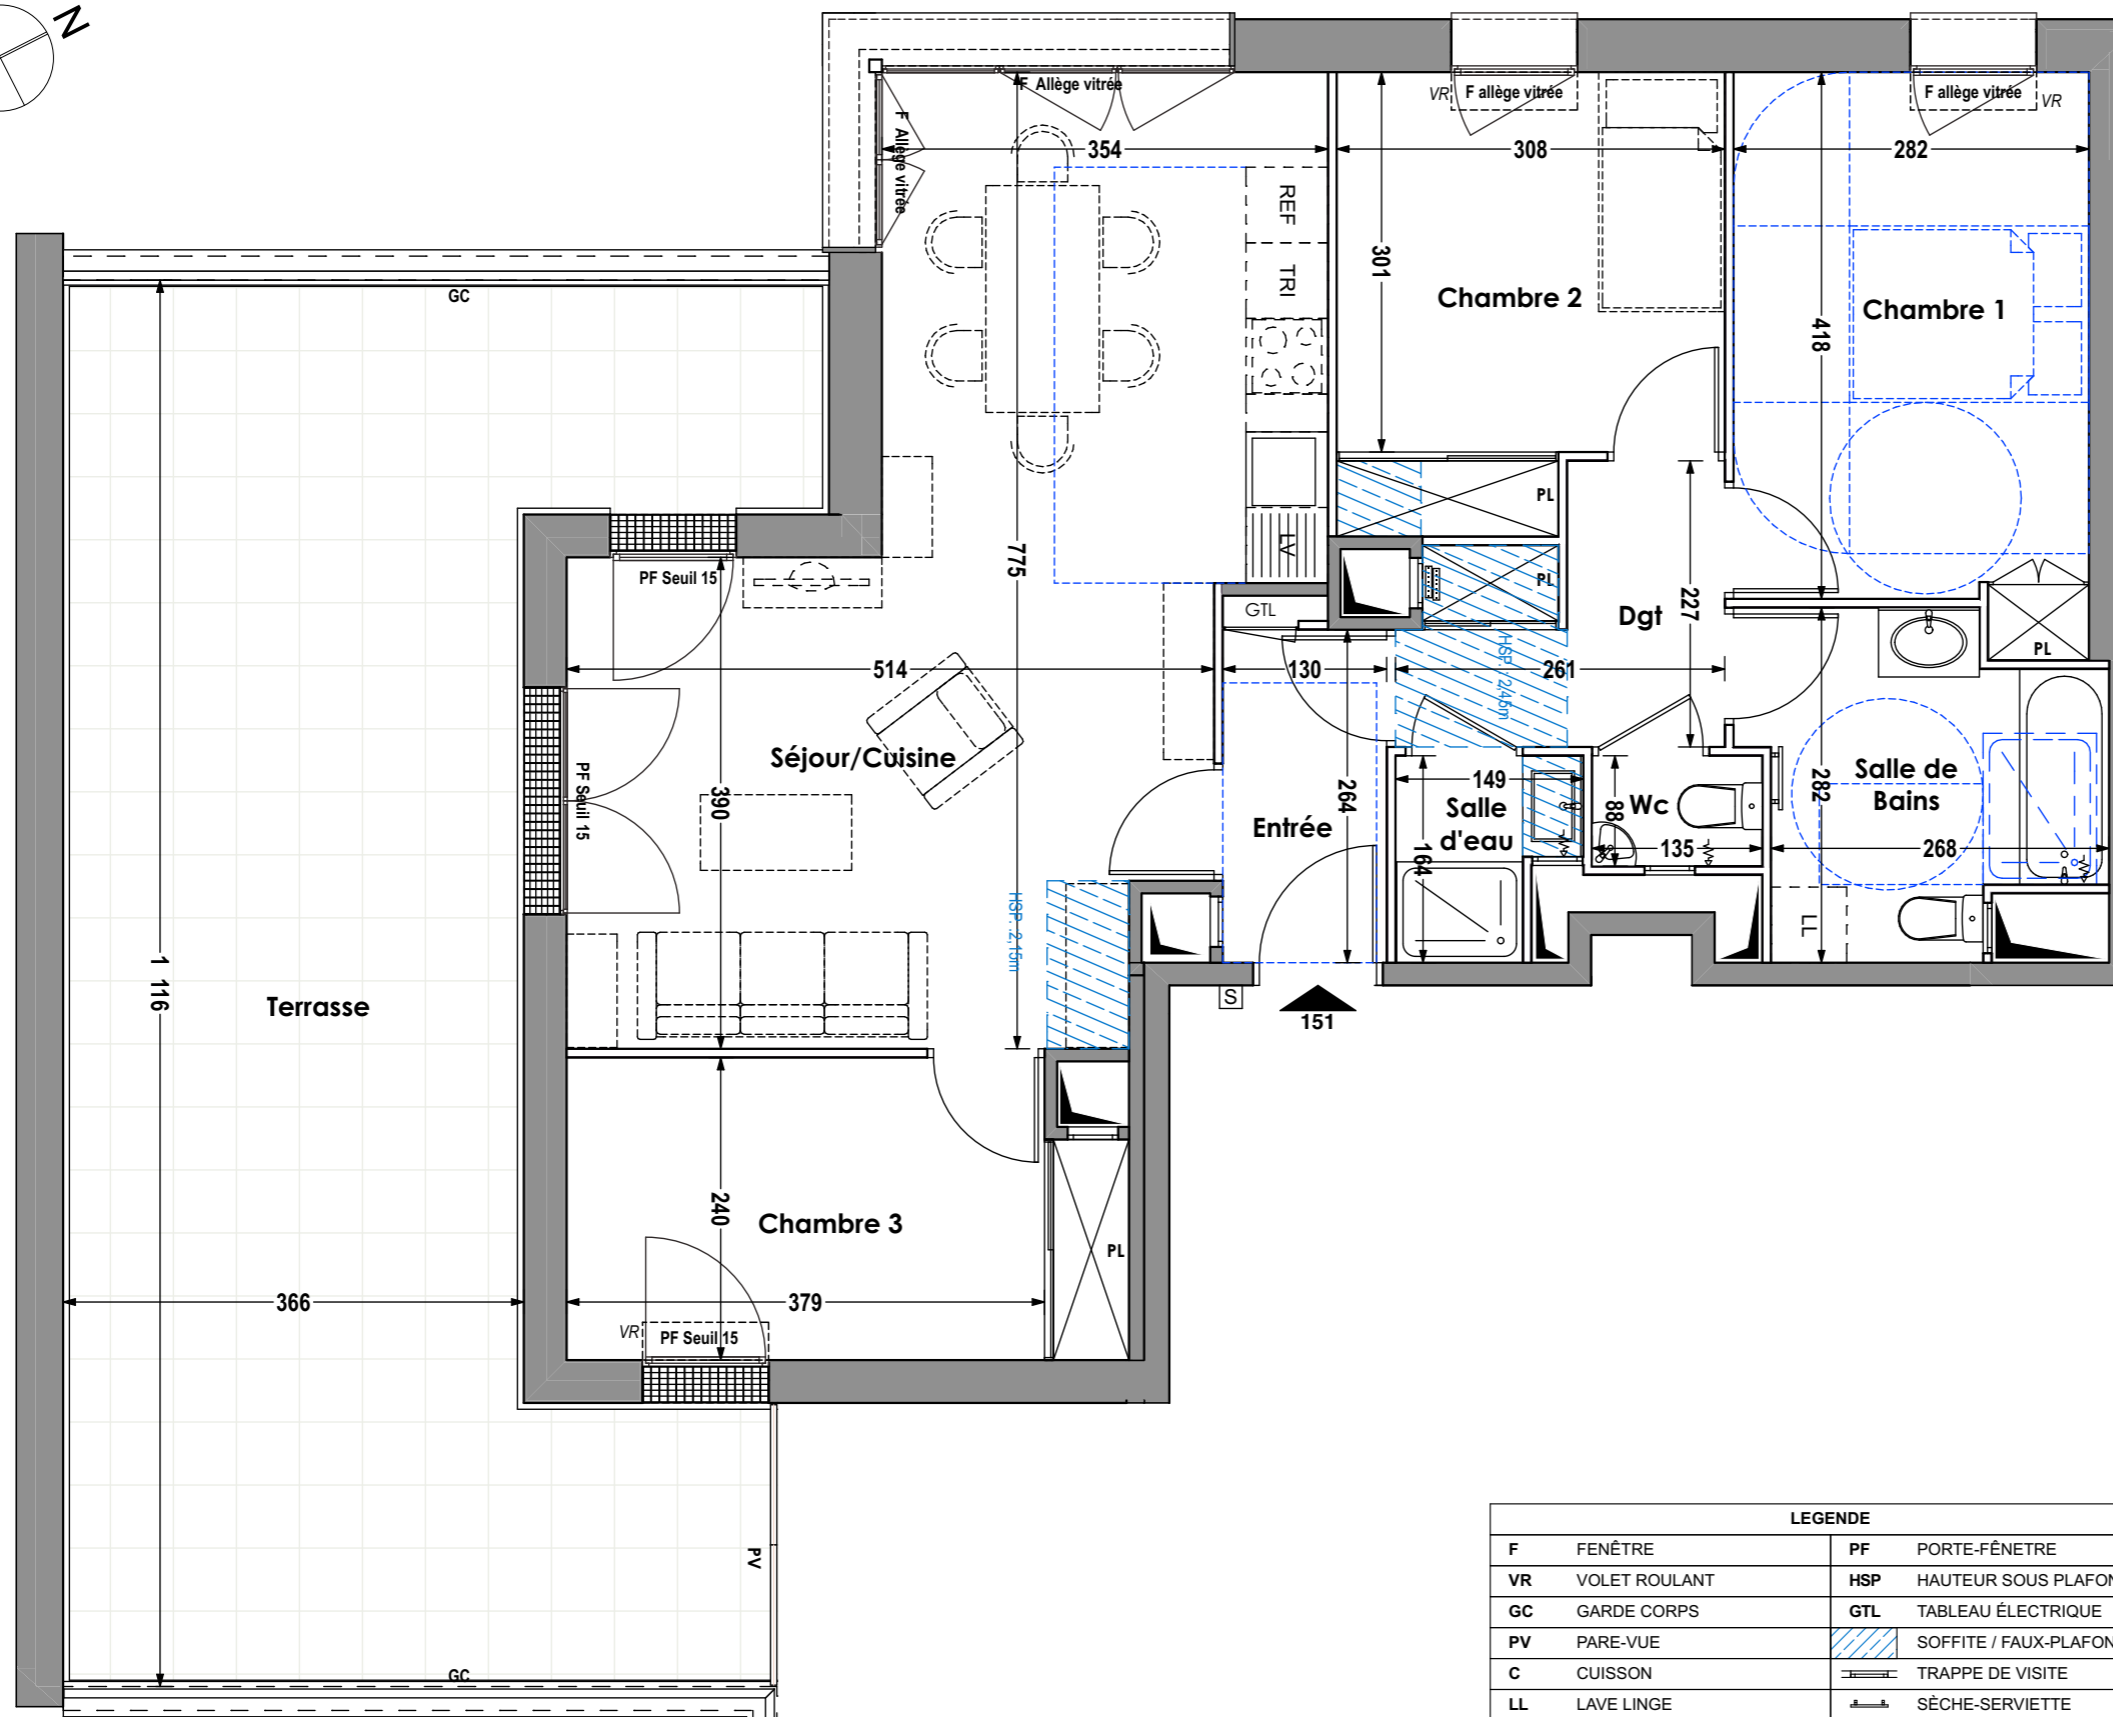 N
F Allège vitrée
F Allège vitrée
VR
F allège vitrée
F allège vitrée
VR
354
308
282
REF
TRI
LV
301
Chambre 2
418
Chambre 1
GC
PL
PL
775
PF Seuil 15
GTL
Dgt
227
PL
514
130
261
HSP: 2,45m
Séjour/Cuisine
390
PF Seuil 15
264
149
Salle
d'eau
164
88
Wc
135
282
Salle de
Bains
268
Entrée
LL
HSP: 2,15m
1 116
Terrasse
S
151
240
Chambre 3
PL
366
379
VR
PF Seuil 15
PV
GC
LEGENDE
F FENÊTRE PF PORTE-FÊNETRE
VR VOLET ROULANT HSP HAUTEUR SOUS PLAFON
GC GARDE CORPS GTL TABLEAU ÉLECTRIQUE
PV PARE-VUE SOFFITE / FAUX-PLAFON
C CUISSON TRAPPE DE VISITE
LL LAVE LINGE SÈCHE-SERVIETTE